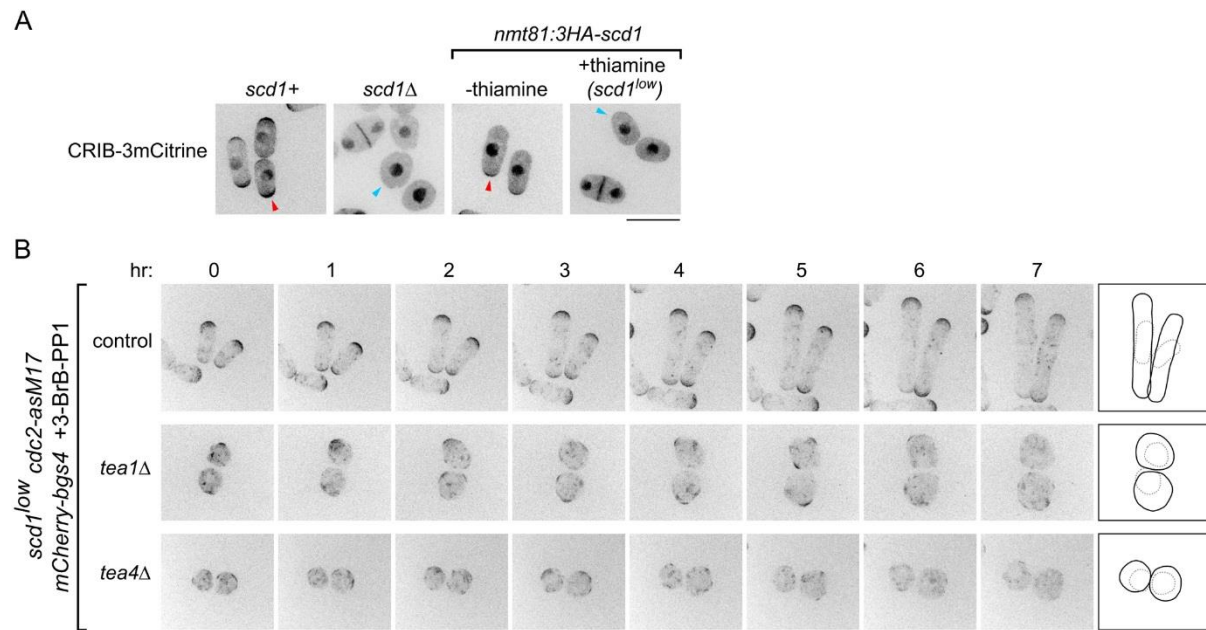 A
nmt81:3HA-scd1
scd1+ scd1Δ -thiamine +thiamine
(scd1low)
CRIB-3mCitrine
B
hr: 0 1 2 3 4 5 6 7
scd1low cdc2-asM17
mCherry-bgs4 +3-BrB-PP1
control
tea1Δ
tea4Δ